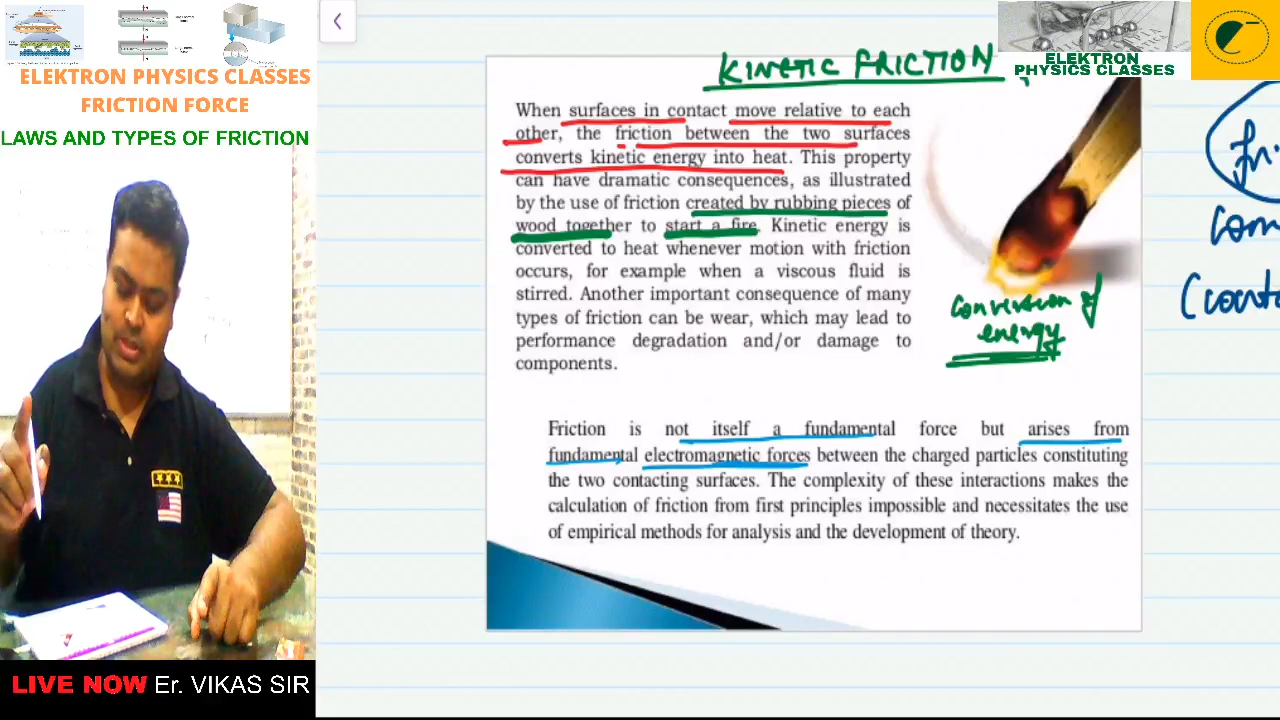 ELEKTRON PHYSICS CLASSES
FRICTION FORCE
LAWS AND TYPES OF FRICTION
LIVE NOW Er. VIKAS SIR
ELEKTRON
PHYSICS CLASSES
KINETIC FRICTION
When surfaces in contact move relative to each
other, the friction between the two surfaces
converts kinetic energy into heat. This property
can have dramatic consequences, as illustrated
by the use of friction created by rubbing pieces of
wood together to start a fire. Kinetic energy is
converted to heat whenever motion with friction
occurs, for example when a viscous fluid is
stirred. Another important consequence of many
types of friction can be wear, which may lead to
performance degradation and/or damage to
components.
Conversion of
energy
Friction is not itself a fundamental force but arises from
fundamental electromagnetic forces between the charged particles constituting
the two contacting surfaces. The complexity of these interactions makes the
calculation of friction from first principles impossible and necessitates the use
of empirical methods for analysis and the development of theory.